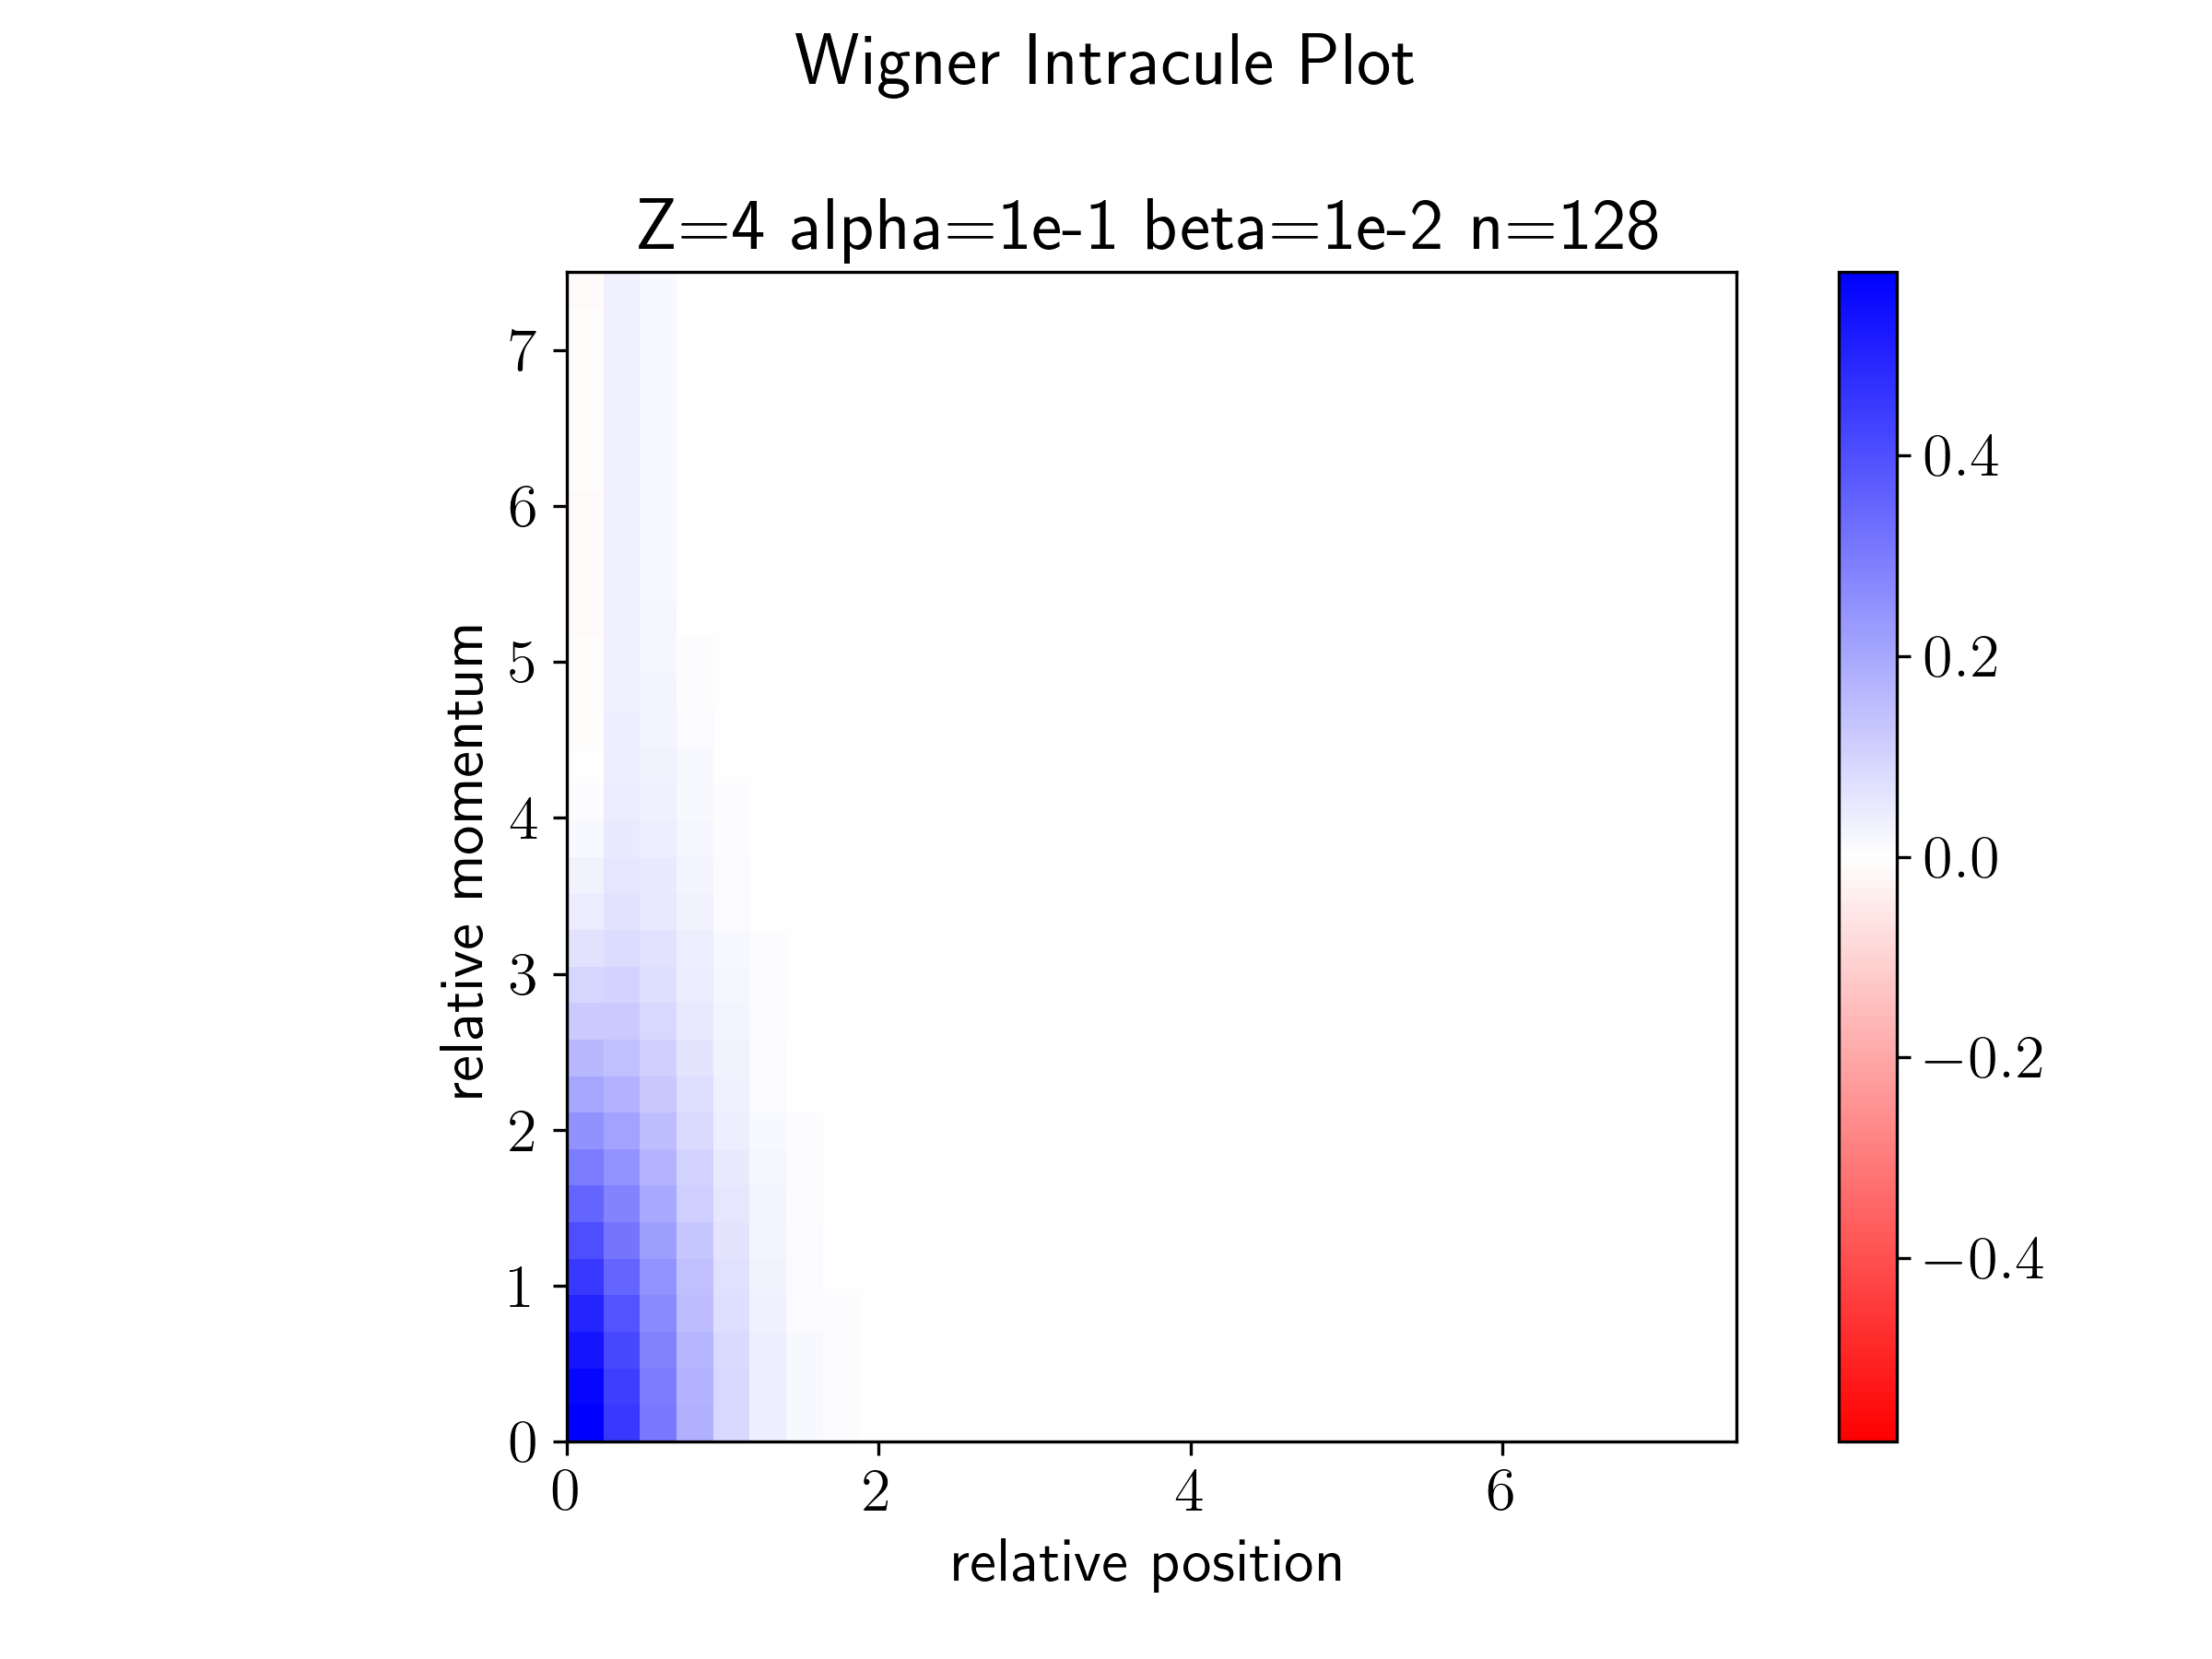 Wigner Intracule Plot
Z=4 alpha=1e-1 beta=1e-2 n=128
relative momentum
7
6
5
4
3
2
1
0
0 2 4 6
relative position
0.4
0.2
0.0
−0.2
−0.4